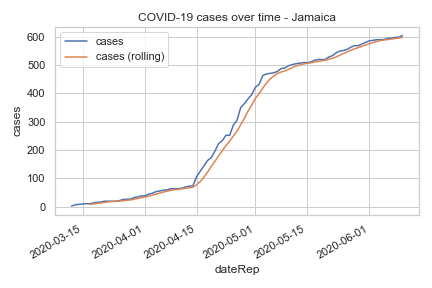 COVID-19 cases over time - Jamaica
cases
cases (rolling)
600
500
400
300
200
100
0
cases
2020-03-15
2020-04-01
2020-04-15
2020-05-01
2020-05-15
2020-06-01
dateRep